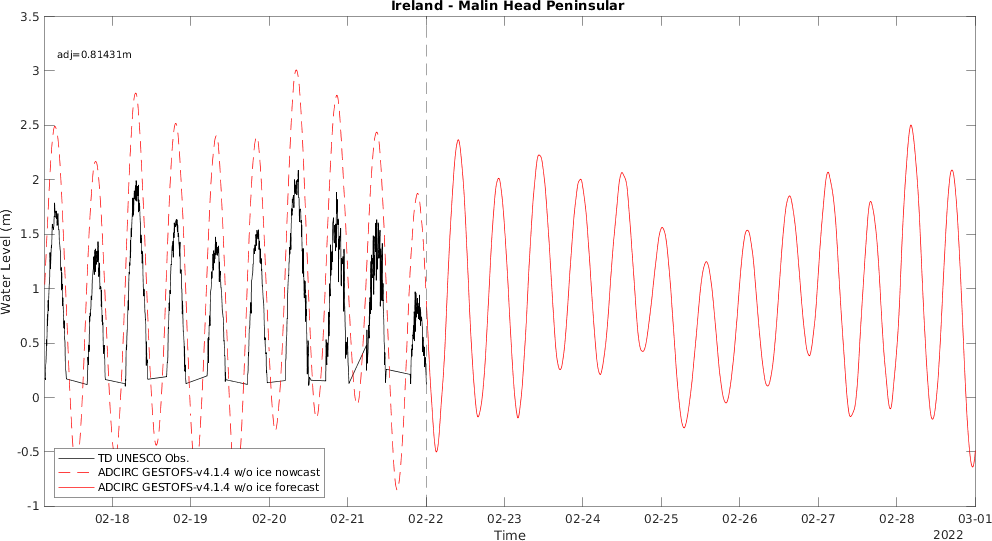 Ireland - Malin Head Peninsular
adj=0.81431m
3.5
3
2.5
2
1.5
1
0.5
0
-0.5
-1
Water Level (m)
TD UNESCO Obs.
ADCIRC GESTOFS-v4.1.4 w/o ice nowcast
ADCIRC GESTOFS-v4.1.4 w/o ice forecast
02-18 02-19 02-20 02-21 02-22 02-23 02-24 02-25 02-26 02-27 02-28 03-01
Time
2022